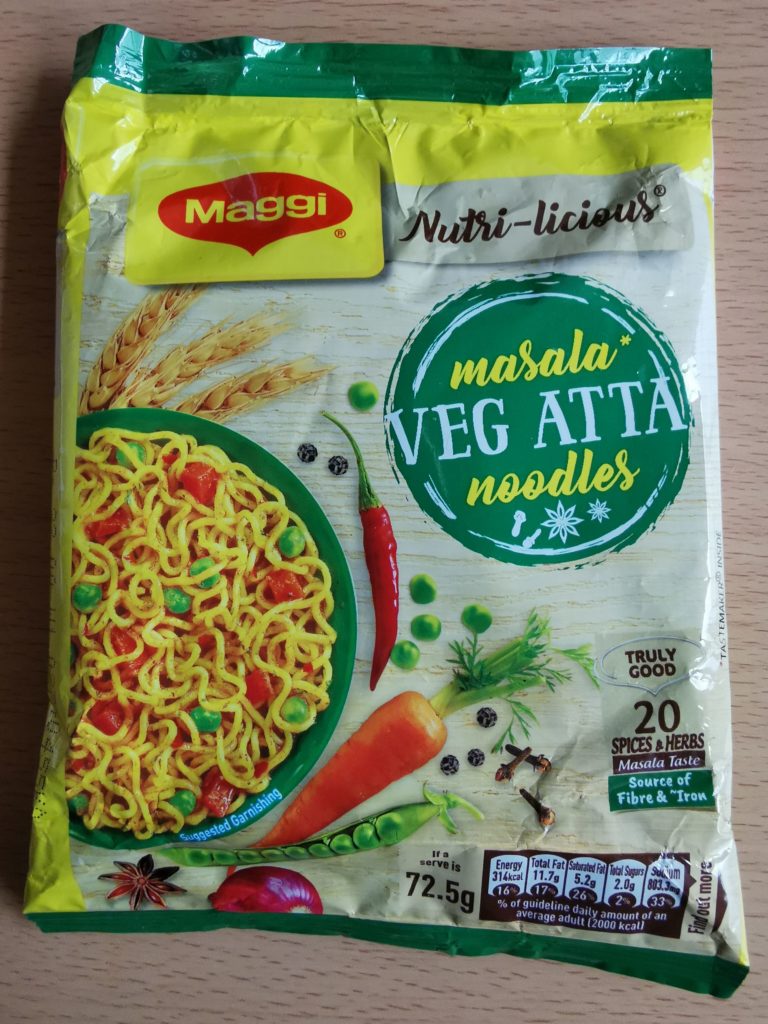 Maggi®
Nutri-licious®
masala*
VEG ATTA
noodles
*TASTEMAKER® INSIDE
TRULY
GOOD
20
SPICES & HERBS
Masala Taste
Source of
Fibre & ~Iron
Suggested Garnishing
If a
serve is
72.5g
Energy
314kcal
16%
Total Fat
11.7g
17%
Saturated Fat
5.2g
26%
Total Sugars
2.0g
2%
Sodium
803.3mg
33%
% of guideline daily amount of an
average adult (2000 kcal)
Find out more